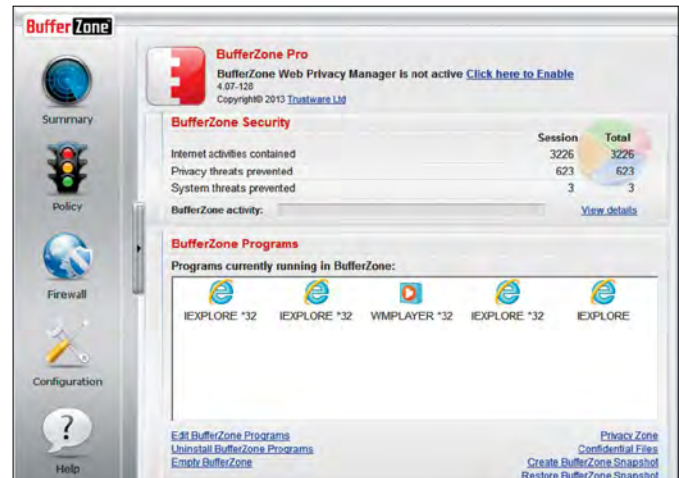 Buffer Zone
Summary
Policy
Firewall
Configuration
Help
BufferZone Pro
BufferZone Web Privacy Manager is not active Click here to Enable
4.07-128
Copyright© 2013 Trustware Ltd
BufferZone Security
Session Total
Internet activities contained 3226 3226
Privacy threats prevented 623 623
System threats prevented 3 3
BufferZone activity: View details
BufferZone Programs
Programs currently running in BufferZone:
IEXPLORE *32 IEXPLORE *32 WMPLAYER *32 IEXPLORE *32 IEXPLORE
Edit BufferZone Programs Privacy Zone
Uninstall BufferZone Programs Confidential Files
Empty BufferZone Create BufferZone Snapshot
Restore BufferZone Snapshot